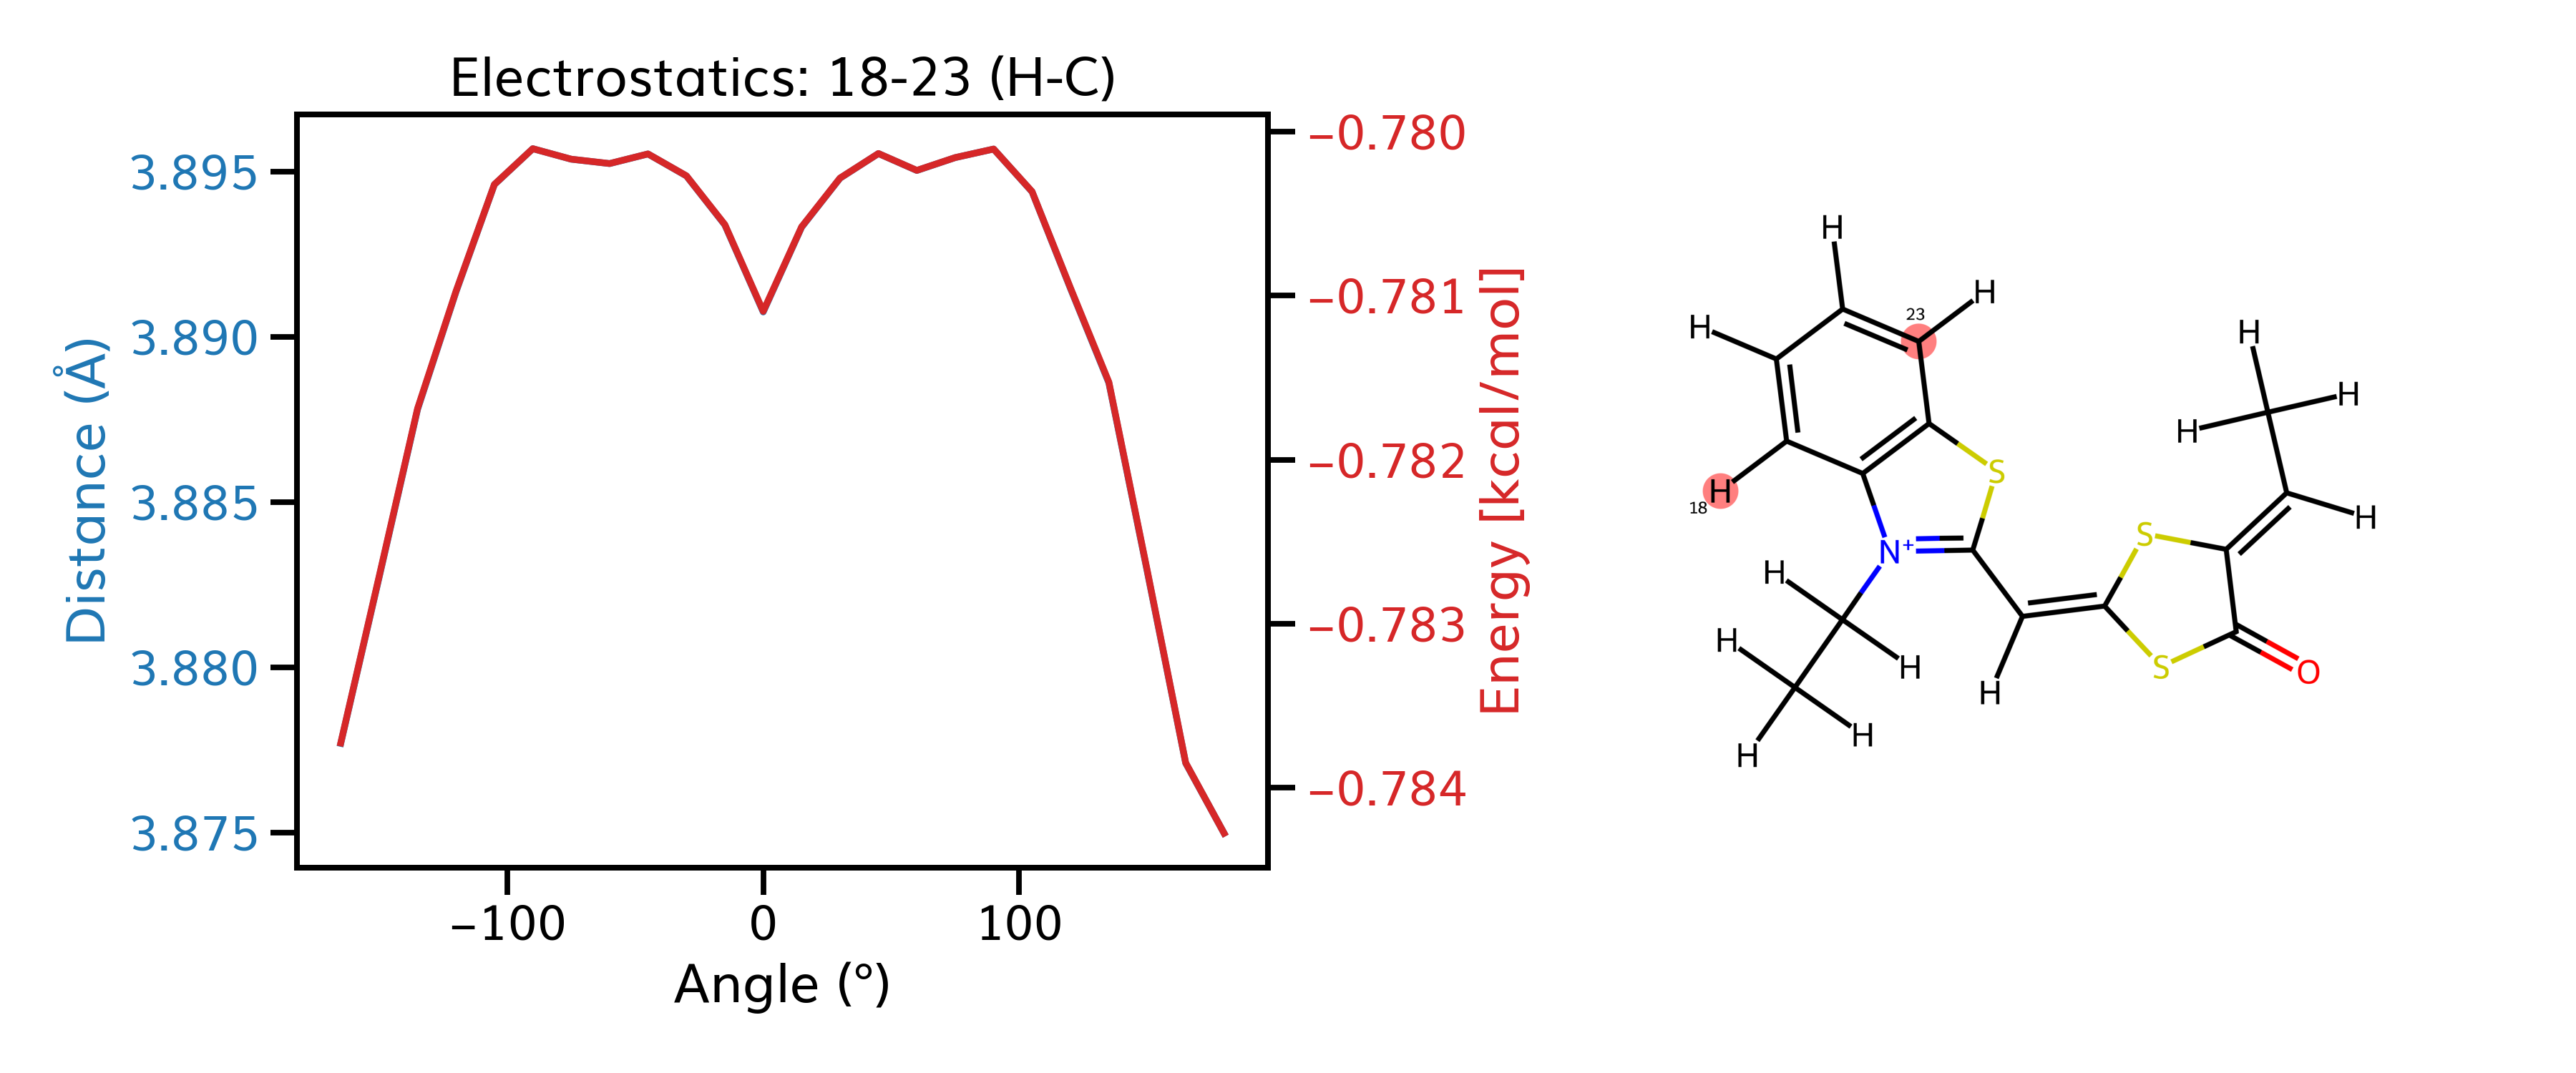 Electrostatics: 18-23 (H-C)
3.895
3.890
3.885
3.880
3.875
Distance (Å)
−0.780
−0.781
−0.782
−0.783
−0.784
Energy [kcal/mol]
−100
0
100
Angle (°)
H
H
23
H
H
H
H
H
S
H
18
H
S
N+
H
H
H
S
O
H
H
H